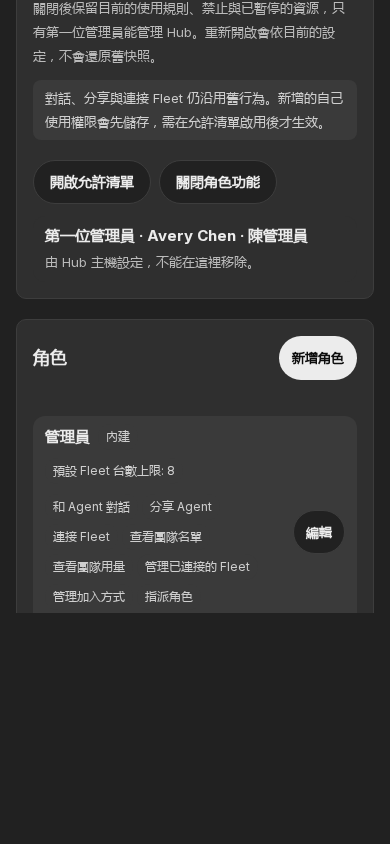 關閉後保留目前的使用規則、禁止與已暫停的資源，只
有第一位管理員能管理 Hub。重新開啟會依目前的設
定，不會還原舊快照。
對話、分享與連接 Fleet 仍沿用舊行為。新增的自己
使用權限會先儲存，需在允許清單啟用後才生效。
開啟允許清單
關閉角色功能
第一位管理員 · Avery Chen · 陳管理員
由 Hub 主機設定，不能在這裡移除。
角色
新增角色
管理員 內建
預設 Fleet 台數上限: 8
和 Agent 對話 分享 Agent
連接 Fleet 查看團隊名單
編輯
查看團隊用量 管理已連接的 Fleet
管理加入方式 指派角色